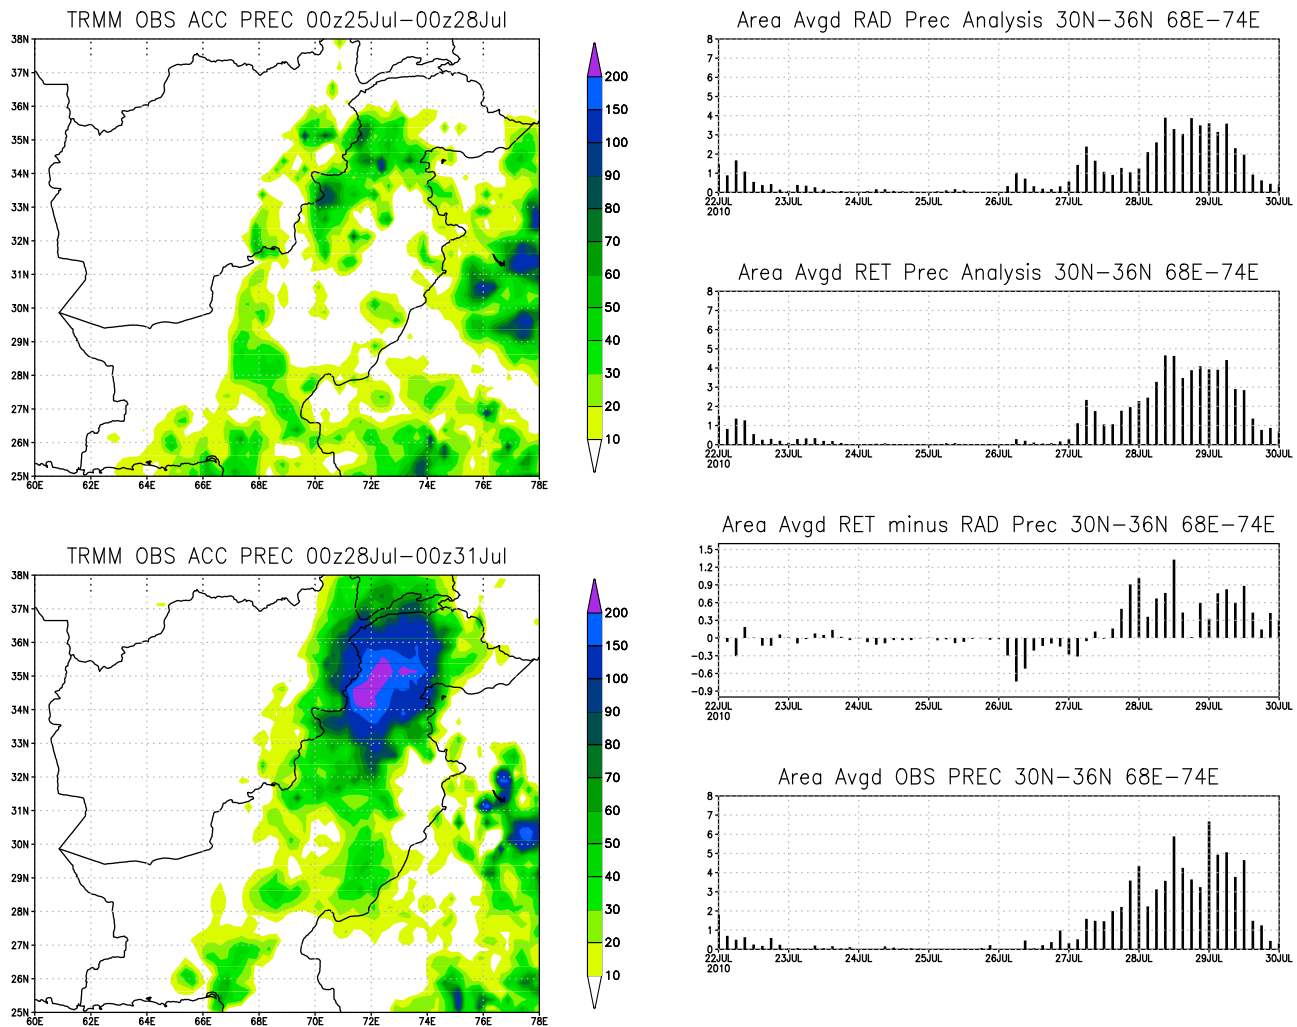 TRMM OBS ACC PREC 00z25Jul−00z28Jul
38N
37N
36N
35N
34N
33N
32N
31N
30N
29N
28N
27N
26N
25N
60E 62E 64E 66E 68E 70E 72E 74E 76E 78E
200
150
100
90
80
70
60
50
40
30
20
10
TRMM OBS ACC PREC 00z28Jul−00z31Jul
38N
37N
36N
35N
34N
33N
32N
31N
30N
29N
28N
27N
26N
25N
60E 62E 64E 66E 68E 70E 72E 74E 76E 78E
200
150
100
90
80
70
60
50
40
30
20
10
Area Avgd RAD Prec Analysis 30N−36N 68E−74E
8
7
6
5
4
3
2
1
0
22JUL 23JUL 24JUL 25JUL 26JUL 27JUL 28JUL 29JUL 30JUL
2010
Area Avgd RET Prec Analysis 30N−36N 68E−74E
8
7
6
5
4
3
2
1
0
22JUL 23JUL 24JUL 25JUL 26JUL 27JUL 28JUL 29JUL 30JUL
2010
Area Avgd RET minus RAD Prec 30N−36N 68E−74E
1.5
1.2
0.9
0.6
0.3
0
−0.3
−0.6
−0.9
22JUL 23JUL 24JUL 25JUL 26JUL 27JUL 28JUL 29JUL 30JUL
2010
Area Avgd OBS PREC 30N−36N 68E−74E
8
7
6
5
4
3
2
1
0
22JUL 23JUL 24JUL 25JUL 26JUL 27JUL 28JUL 29JUL 30JUL
2010